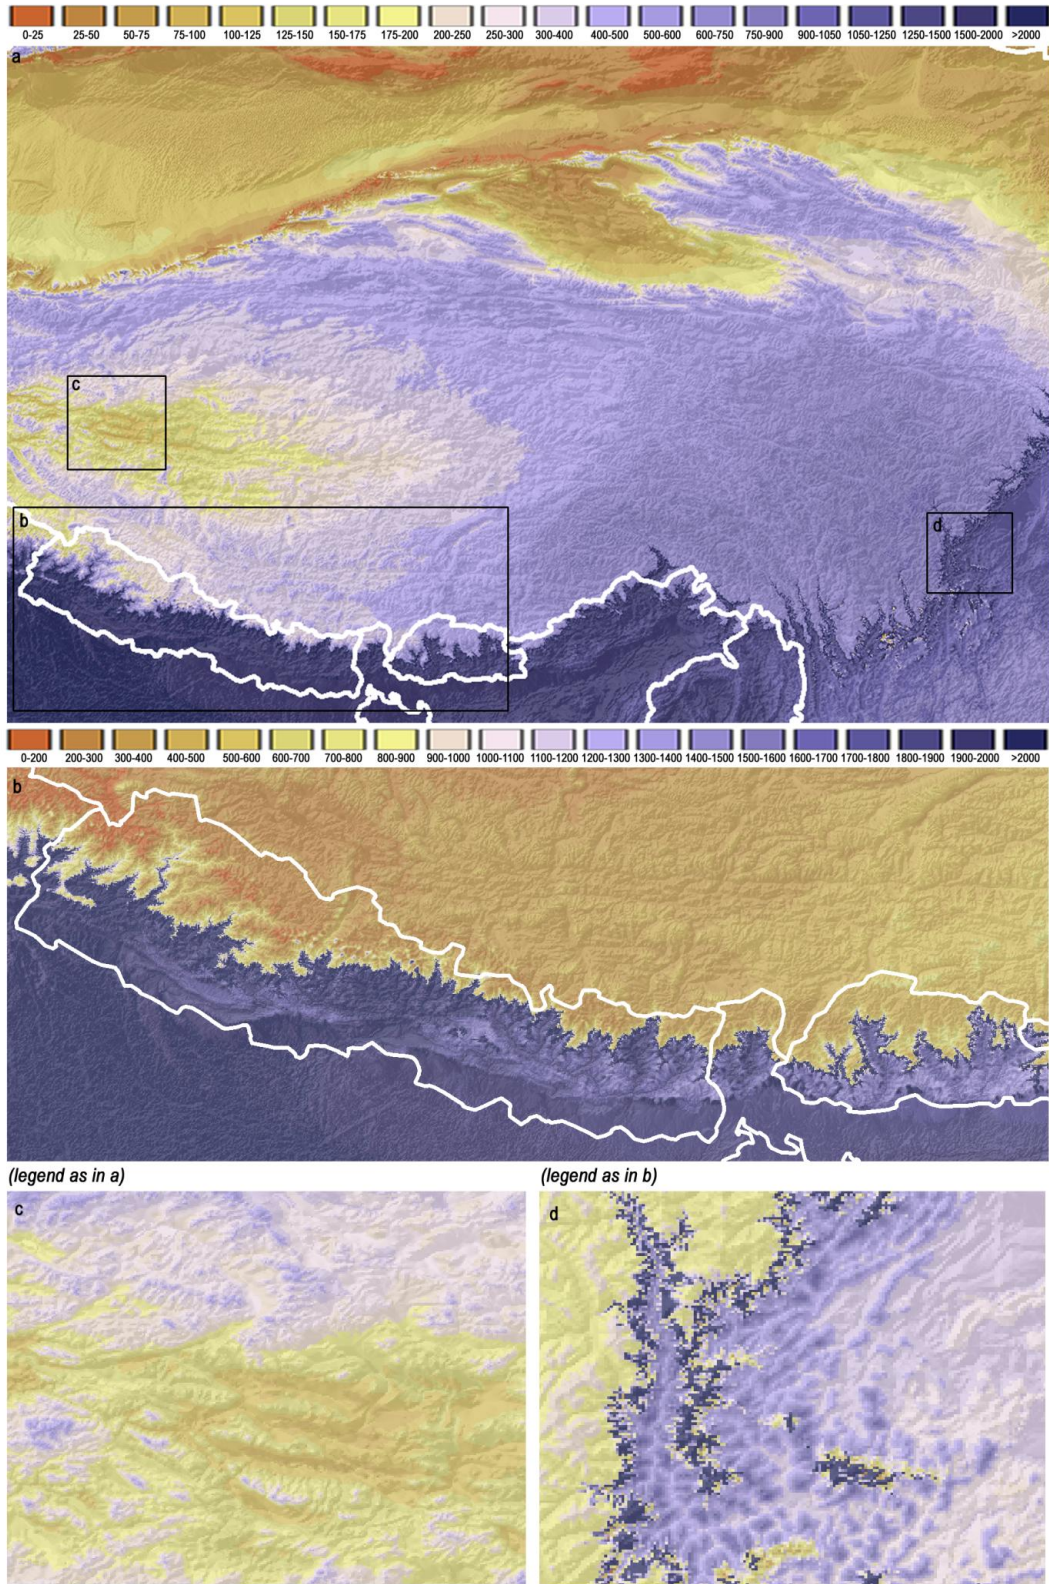 0-25 25-50 50-75 75-100 100-125 125-150 150-175 175-200 200-250 250-300 300-400 400-500 500-600 600-750 750-900 900-1050 1050-1250 1250-1500 1500-2000 >2000
a
c
b
d
0-200 200-300 300-400 400-500 500-600 600-700 700-800 800-900 900-1000 1000-1100 1100-1200 1200-1300 1300-1400 1400-1500 1500-1600 1600-1700 1700-1800 1800-1900 1900-2000 >2000
b
(legend as in a) (legend as in b)
c
d